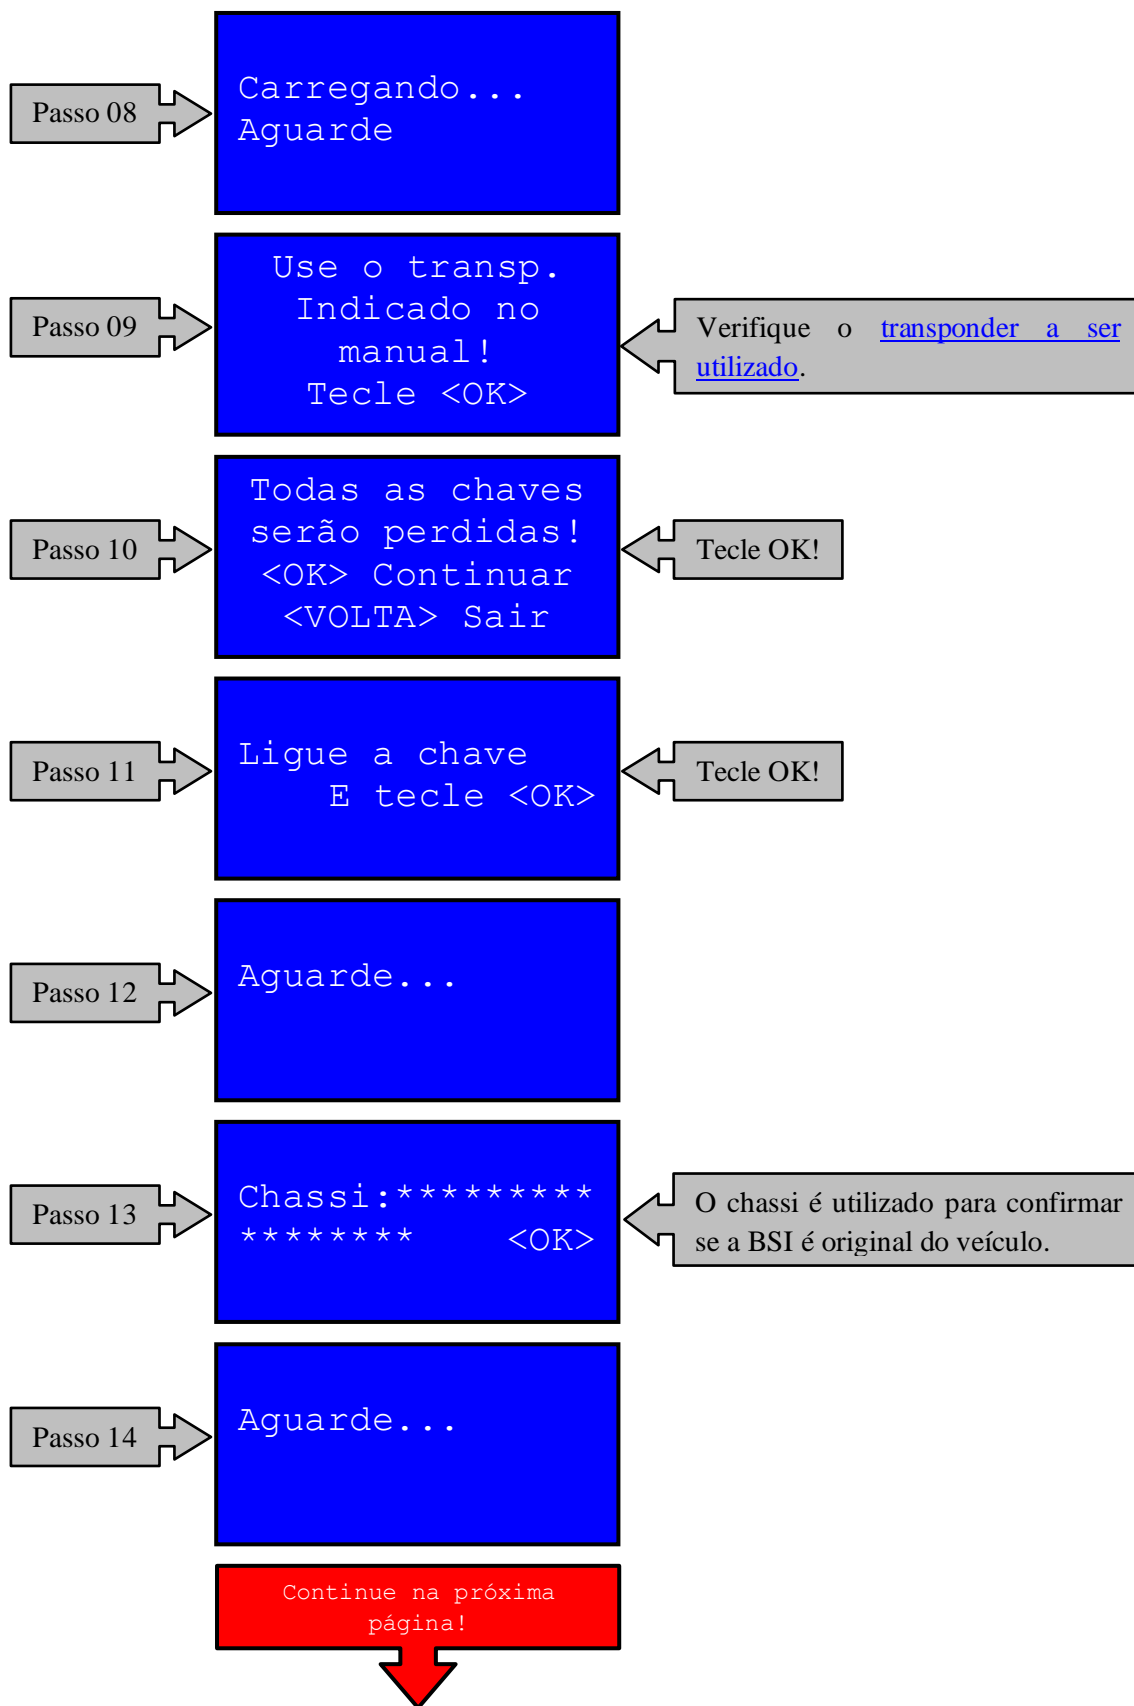 Passo 08
Carregando...
Aguarde
Passo 09
Use o transp.
Indicado no
manual!
Tecle <OK>
Verifique o transponder a ser
utilizado.
Passo 10
Todas as chaves
serão perdidas!
<OK> Continuar
<VOLTA> Sair
Tecle OK!
Passo 11
Ligue a chave
E tecle <OK>
Tecle OK!
Passo 12
Aguarde...
Passo 13
Chassi:*********
******** <OK>
O chassi é utilizado para confirmar
se a BSI é original do veículo.
Passo 14
Aguarde...
Continue na próxima
página!